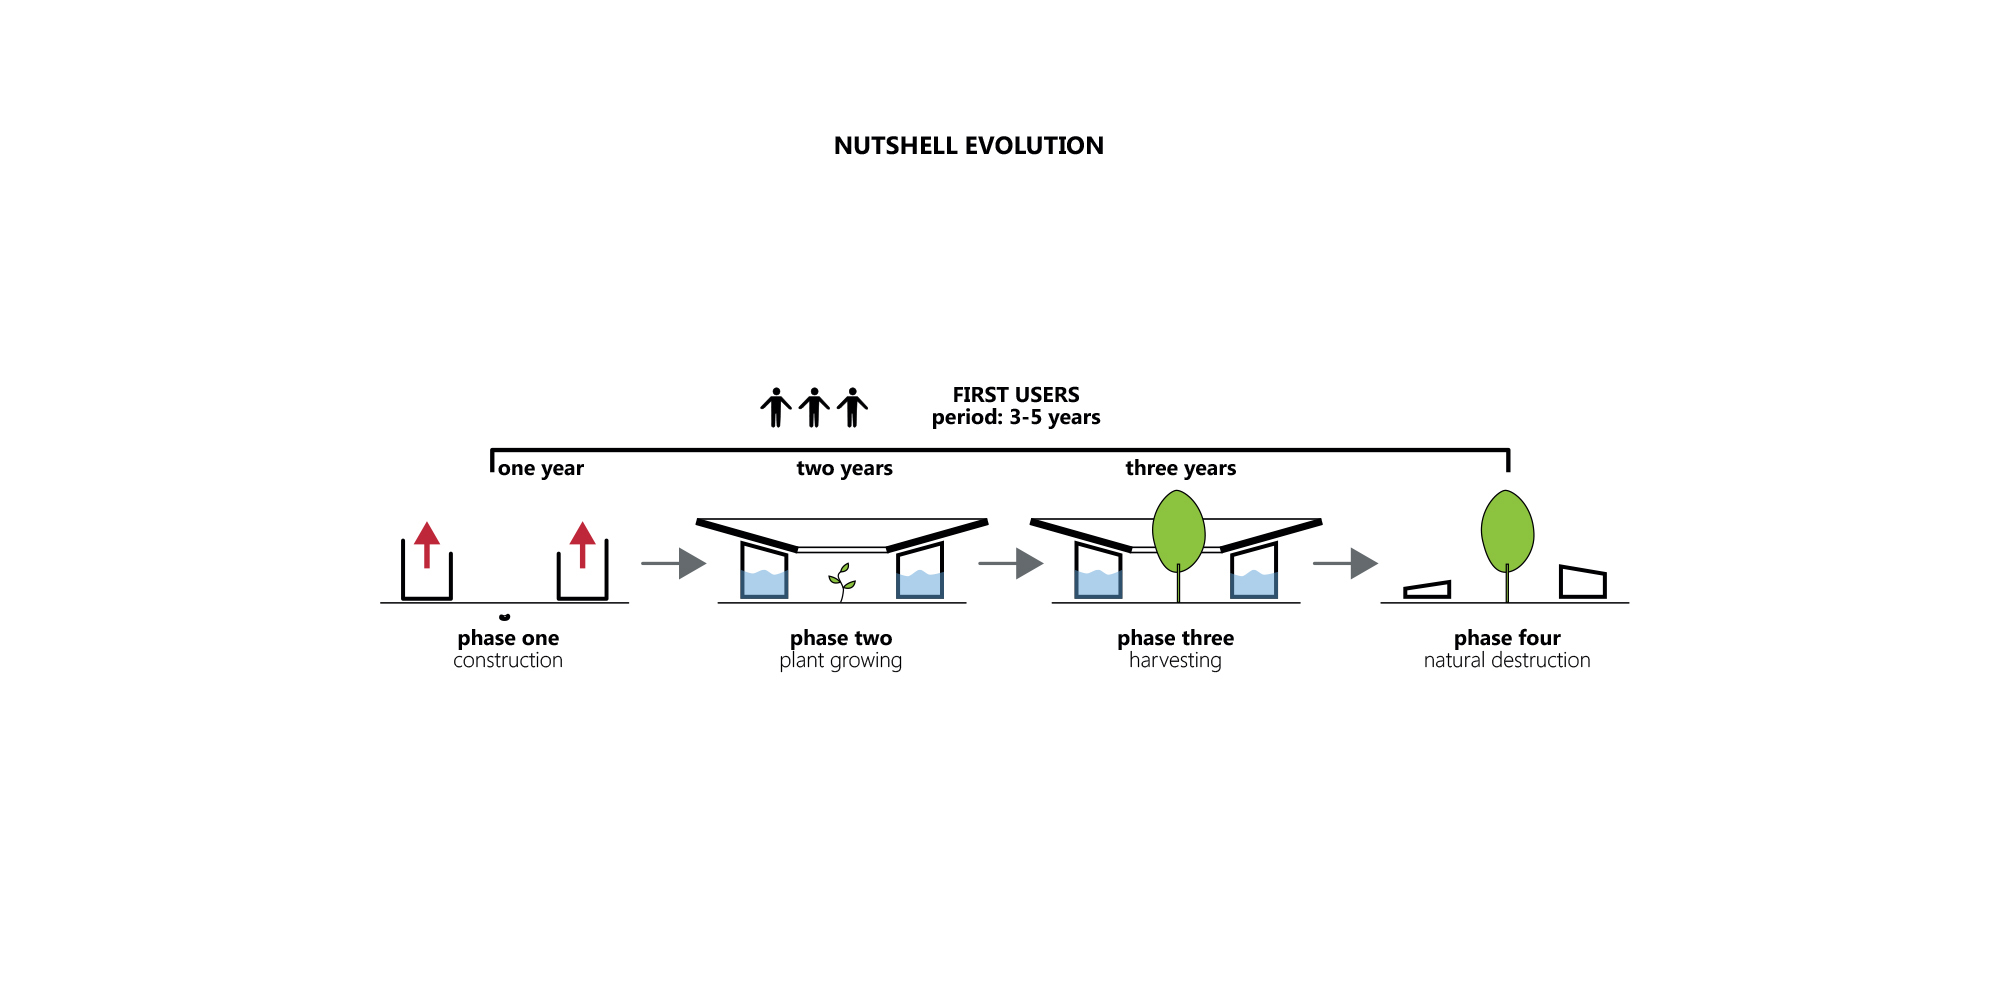 NUTSHELL EVOLUTION
FIRST USERS
period: 3-5 years
one year
two years
three years
phase one
construction
phase two
plant growing
phase three
harvesting
phase four
natural destruction